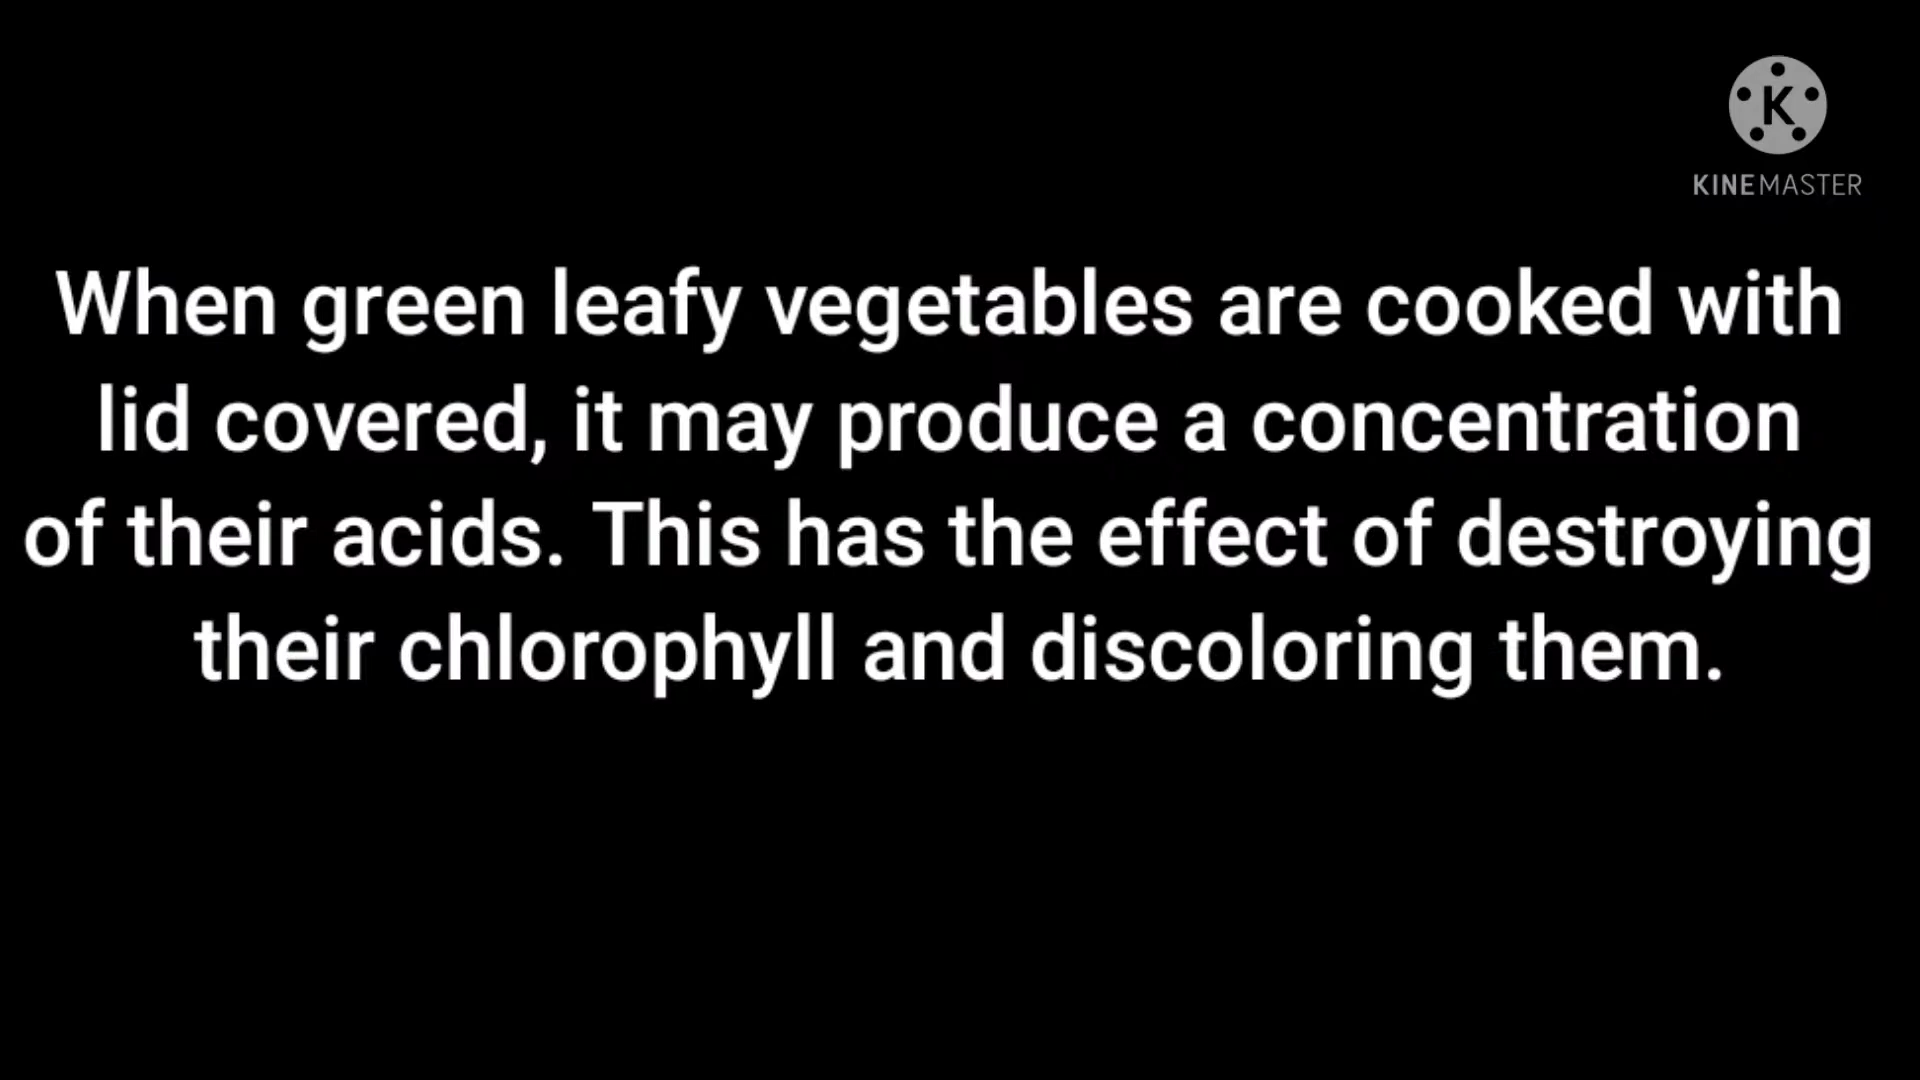 K
KINEMASTER
When green leafy vegetables are cooked with
lid covered, it may produce a concentration
of their acids. This has the effect of destroying
their chlorophyll and discoloring them.